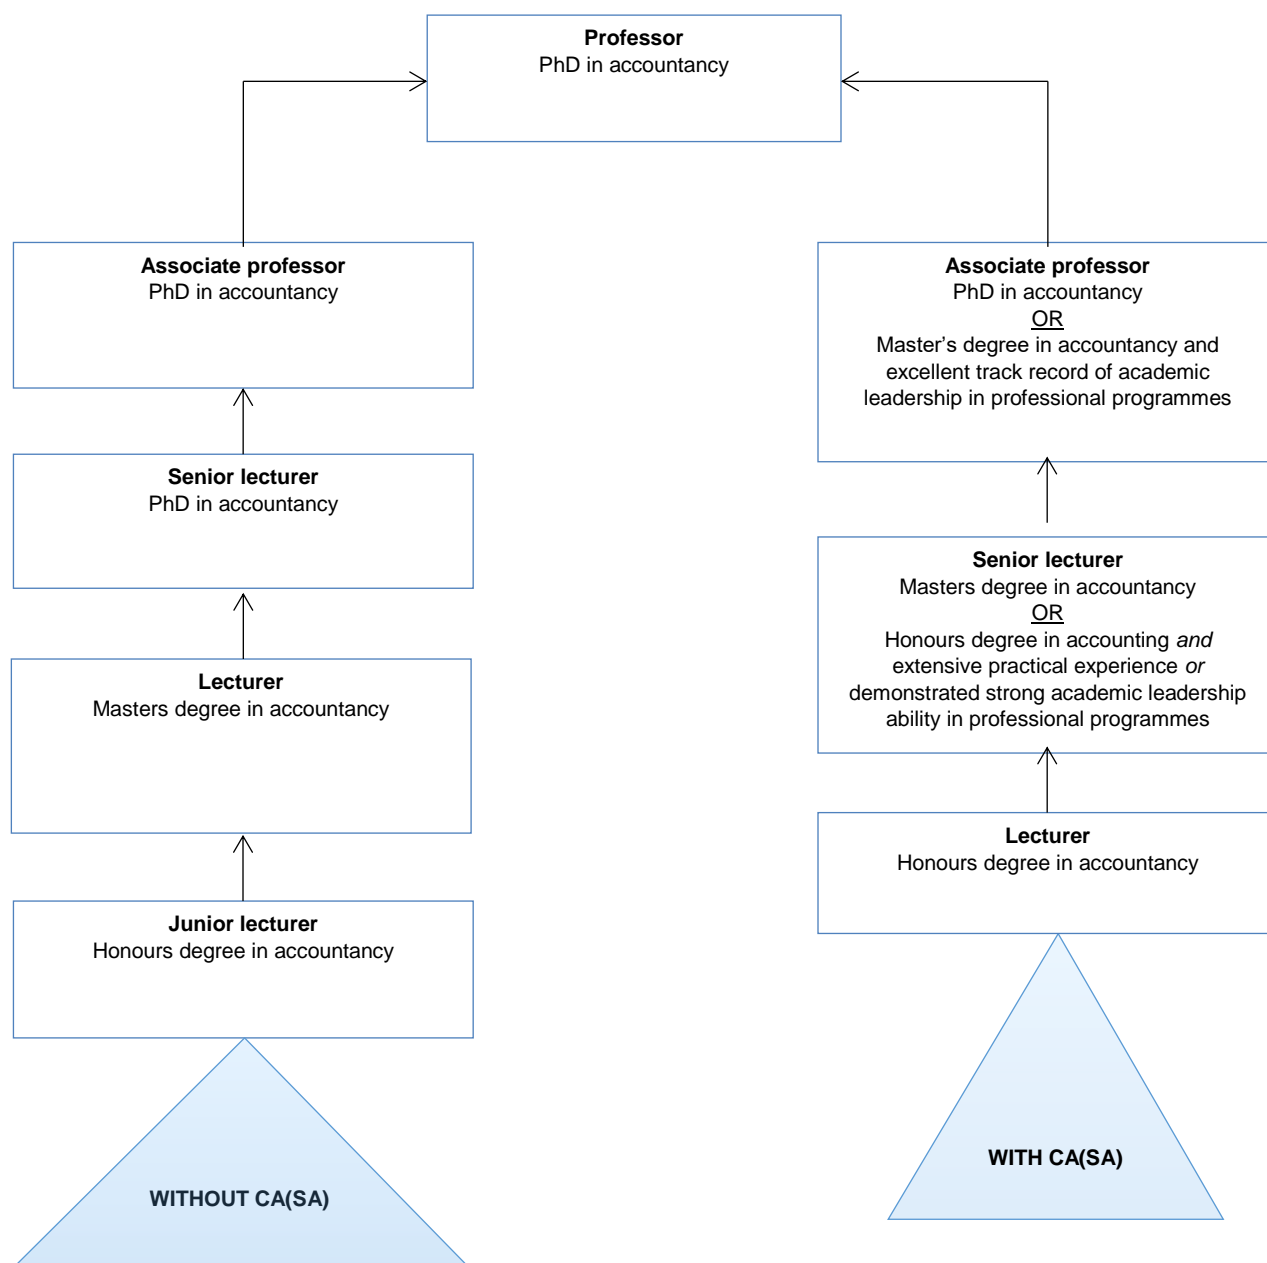 Professor
PhD in accountancy
Associate professor
PhD in accountancy
Senior lecturer
PhD in accountancy
Lecturer
Masters degree in accountancy
Junior lecturer
Honours degree in accountancy
WITHOUT CA(SA)
Associate professor
PhD in accountancy
OR
Master’s degree in accountancy and
excellent track record of academic
leadership in professional programmes
Senior lecturer
Masters degree in accountancy
OR
Honours degree in accounting and
extensive practical experience or
demonstrated strong academic leadership
ability in professional programmes
Lecturer
Honours degree in accountancy
WITH CA(SA)